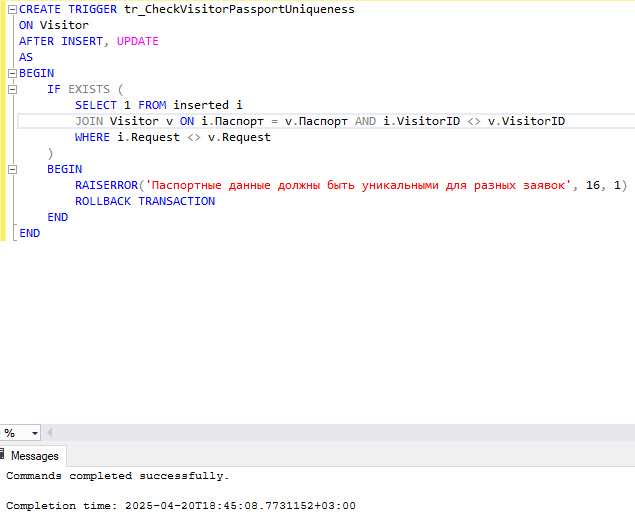 CREATE TRIGGER tr_CheckVisitorPassportUniqueness
ON Visitor
AFTER INSERT, UPDATE
AS
BEGIN
IF EXISTS (
SELECT 1 FROM inserted i
JOIN Visitor v ON i.Паспорт = v.Паспорт AND i.VisitorID <> v.VisitorID
WHERE i.Request <> v.Request
)
BEGIN
RAISERROR('Паспортные данные должны быть уникальными для разных заявок', 16, 1)
ROLLBACK TRANSACTION
END
END
%
Messages
Commands completed successfully.
Completion time: 2025-04-20T18:45:08.7731152+03:00